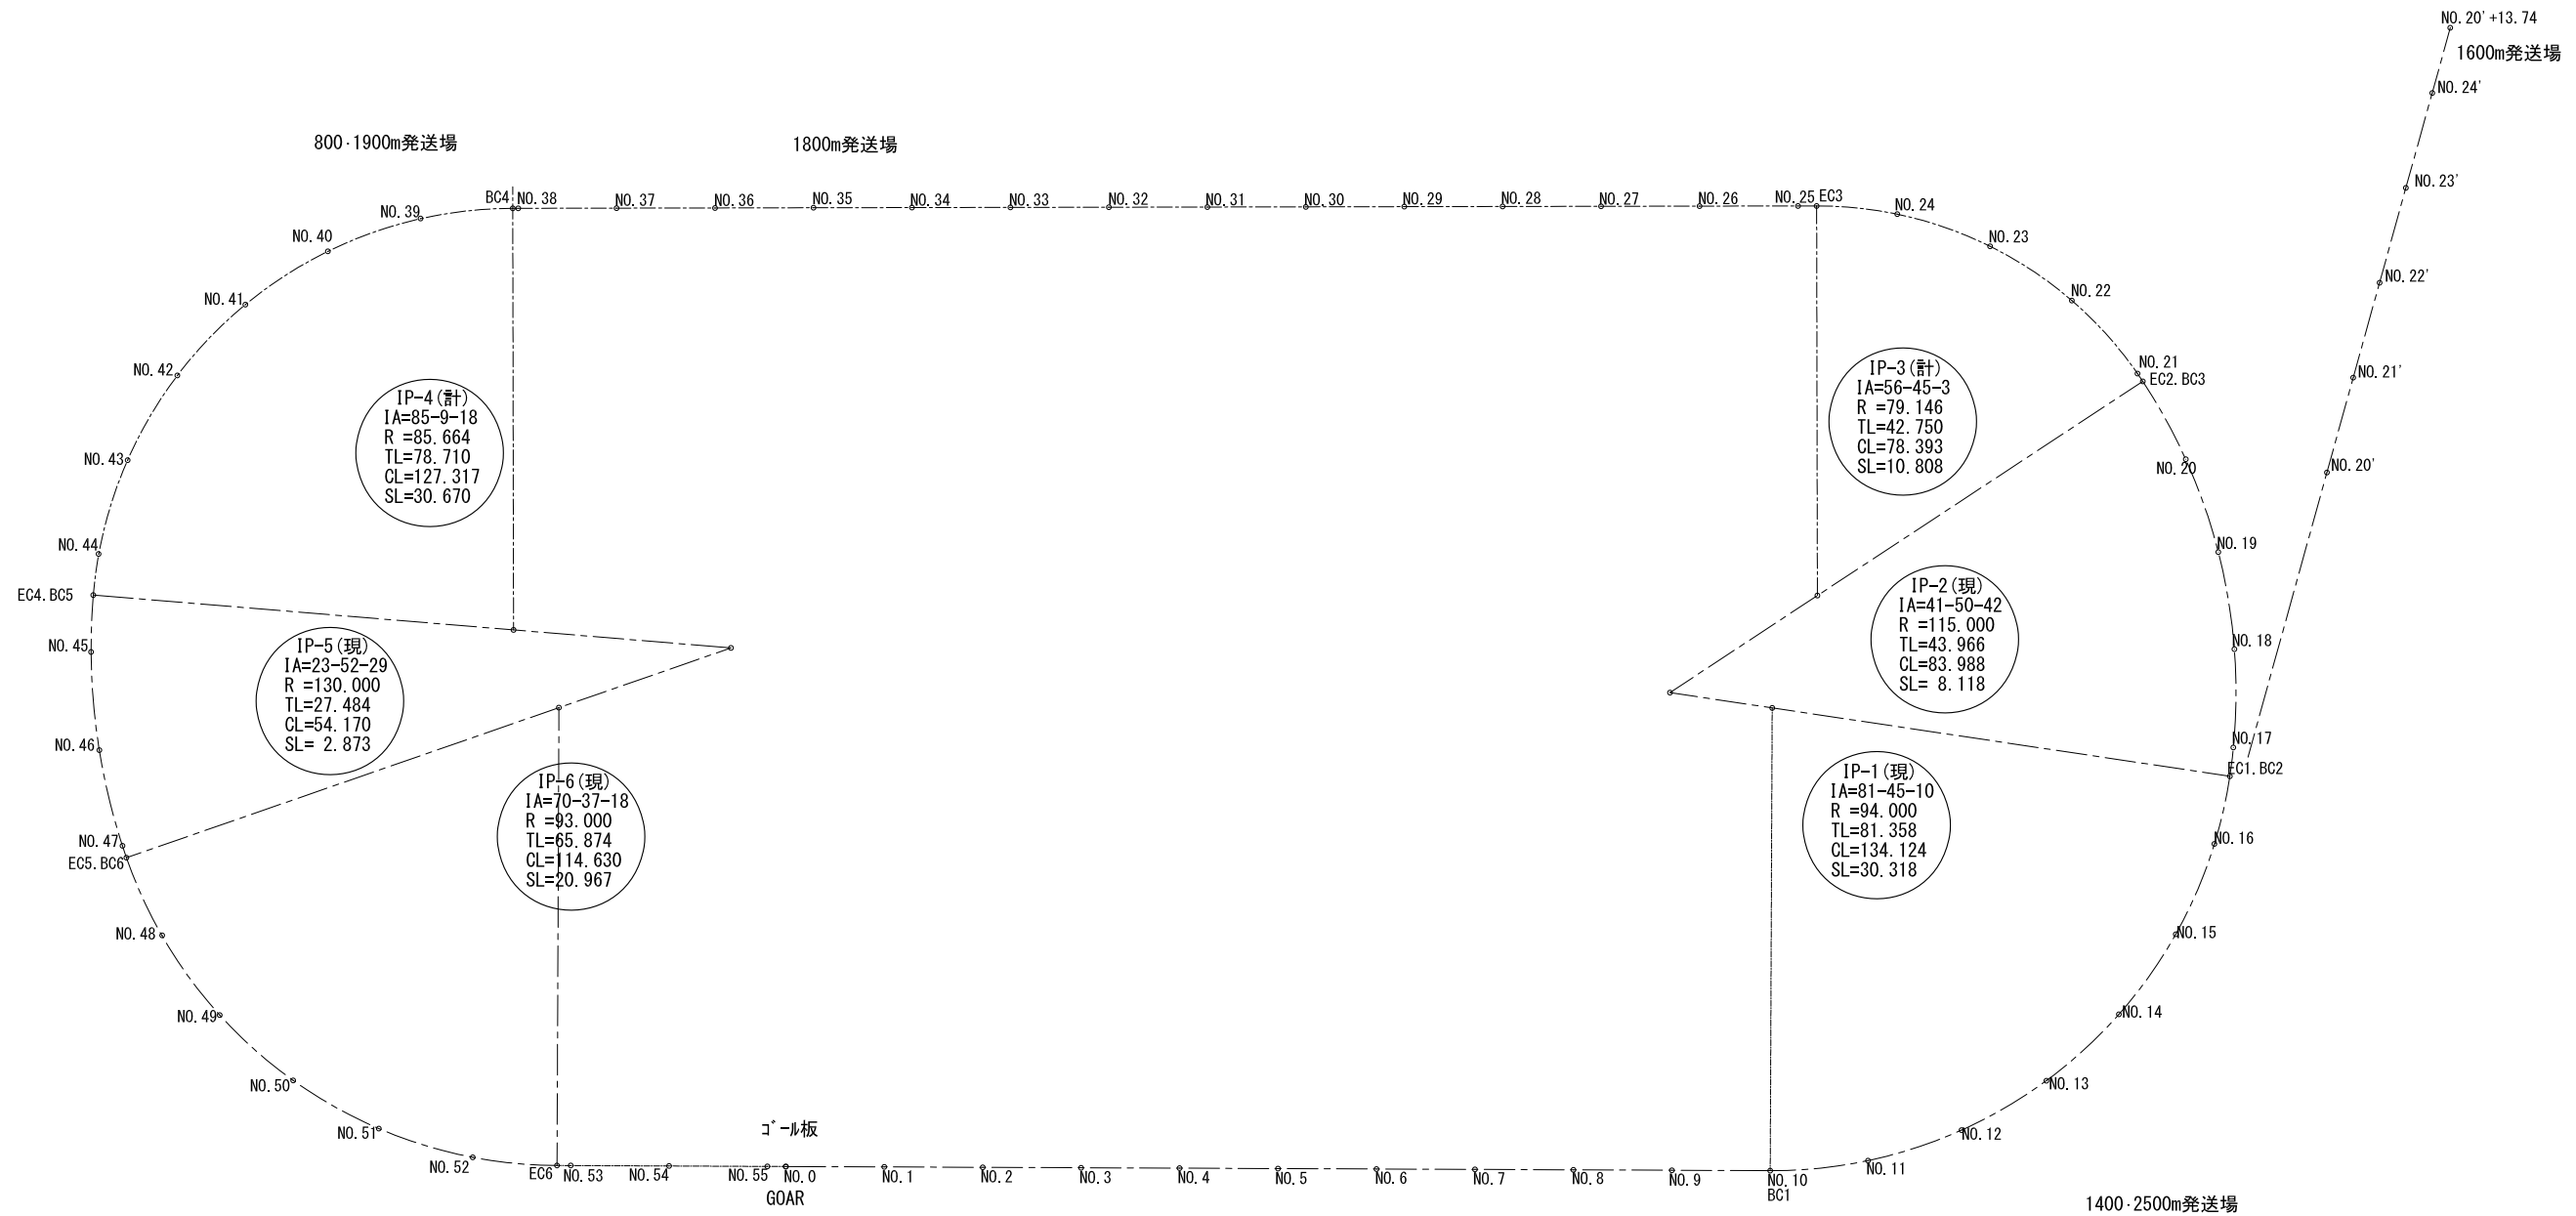 NO.20'+13.74
1600m発送場
NO.24'
NO.23'
NO.22'
NO.21'
NO.20'
800·1900m発送場
1800m発送場
BC4
NO.38
NO.37
NO.36
NO.35
NO.34
NO.33
NO.32
NO.31
NO.30
NO.29
NO.28
NO.27
NO.26
NO.25
EC3
NO.24
NO.23
NO.22
NO.21
EC2.BC3
NO.20
NO.19
NO.18
NO.17
EC1.BC2
NO.16
NO.15
NO.14
NO.13
NO.12
NO.11
NO.39
NO.40
NO.41
NO.42
NO.43
NO.44
EC4.BC5
NO.45
NO.46
NO.47
EC5.BC6
NO.48
NO.49
NO.50
NO.51
NO.52
IP-4(計)
IA=85-9-18
R =85.664
TL=78.710
CL=127.317
SL=30.670
IP-3(計)
IA=56-45-3
R =79.146
TL=42.750
CL=78.393
SL=10.808
IP-2(現)
IA=41-50-42
R =115.000
TL=43.966
CL=83.988
SL= 8.118
IP-5(現)
IA=23-52-29
R =130.000
TL=27.484
CL=54.170
SL= 2.873
IP-6(現)
IA=70-37-18
R =93.000
TL=65.874
CL=114.630
SL=20.967
IP-1(現)
IA=81-45-10
R =94.000
TL=81.358
CL=134.124
SL=30.318
ｺﾞｰﾙ板
EC6
NO.53
NO.54
NO.55
NO.0
GOAR
NO.1
NO.2
NO.3
NO.4
NO.5
NO.6
NO.7
NO.8
NO.9
NO.10
BC1
1400·2500m発送場